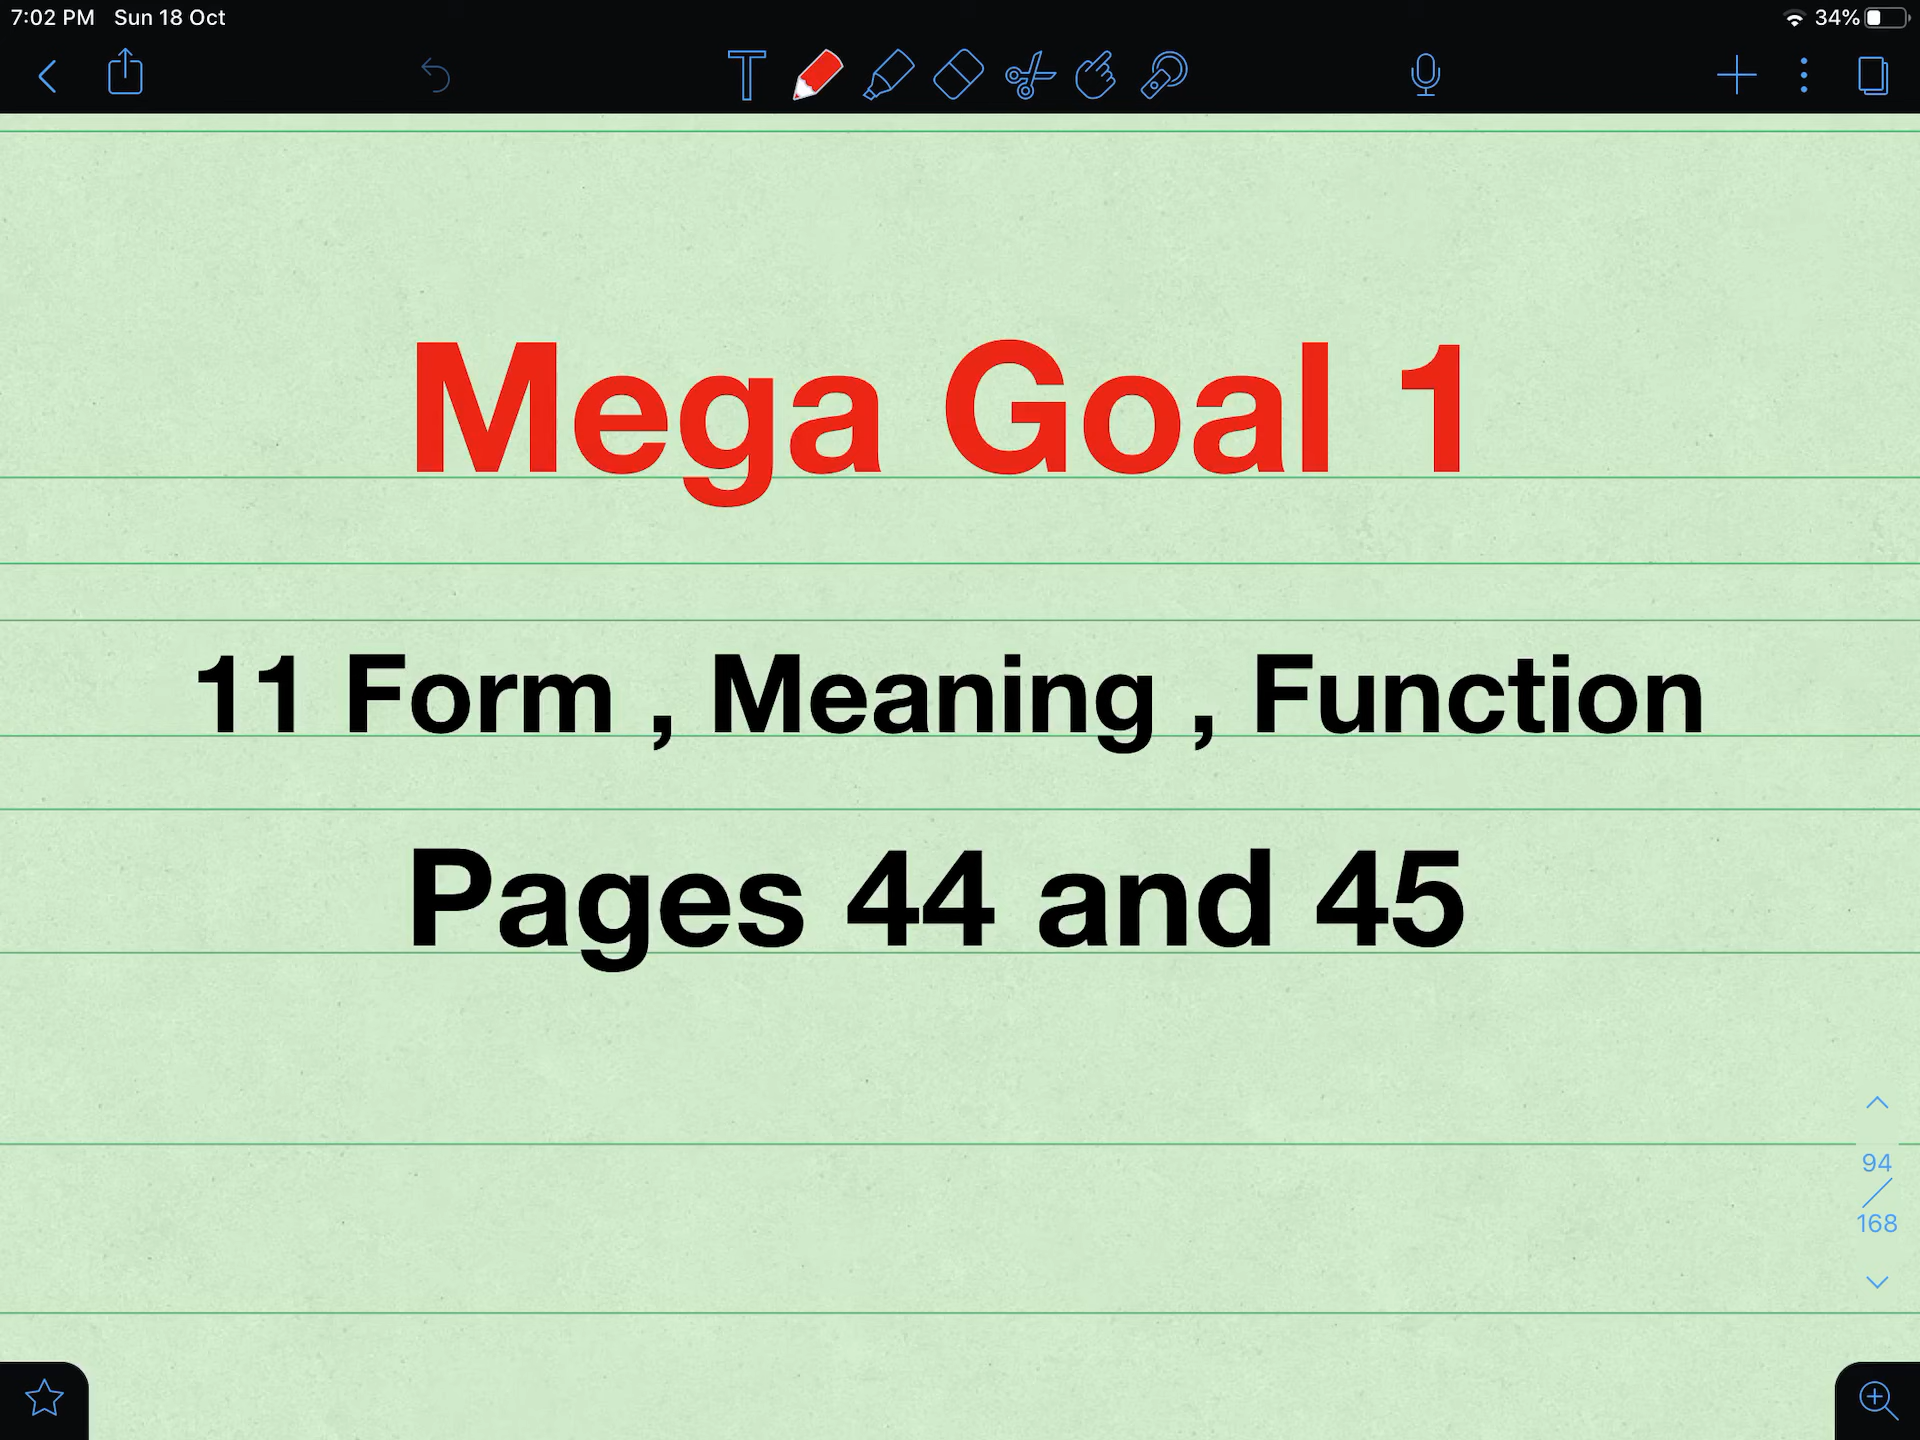 7:02 PM Sun 18 Oct 34%
T
Mega Goal 1
11 Form , Meaning , Function
Pages 44 and 45
94
168